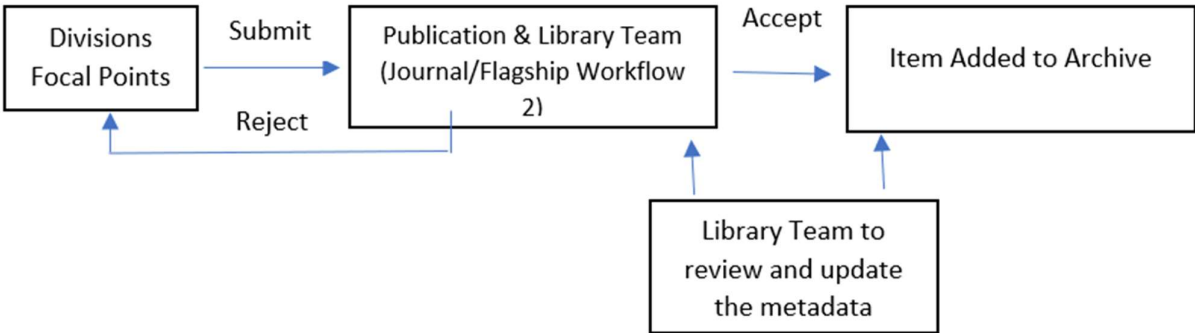 Divisions
Focal Points
Submit
Reject
Publication & Library Team
(Journal/Flagship Workflow
2)
Accept
Item Added to Archive
Library Team to
review and update
the metadata